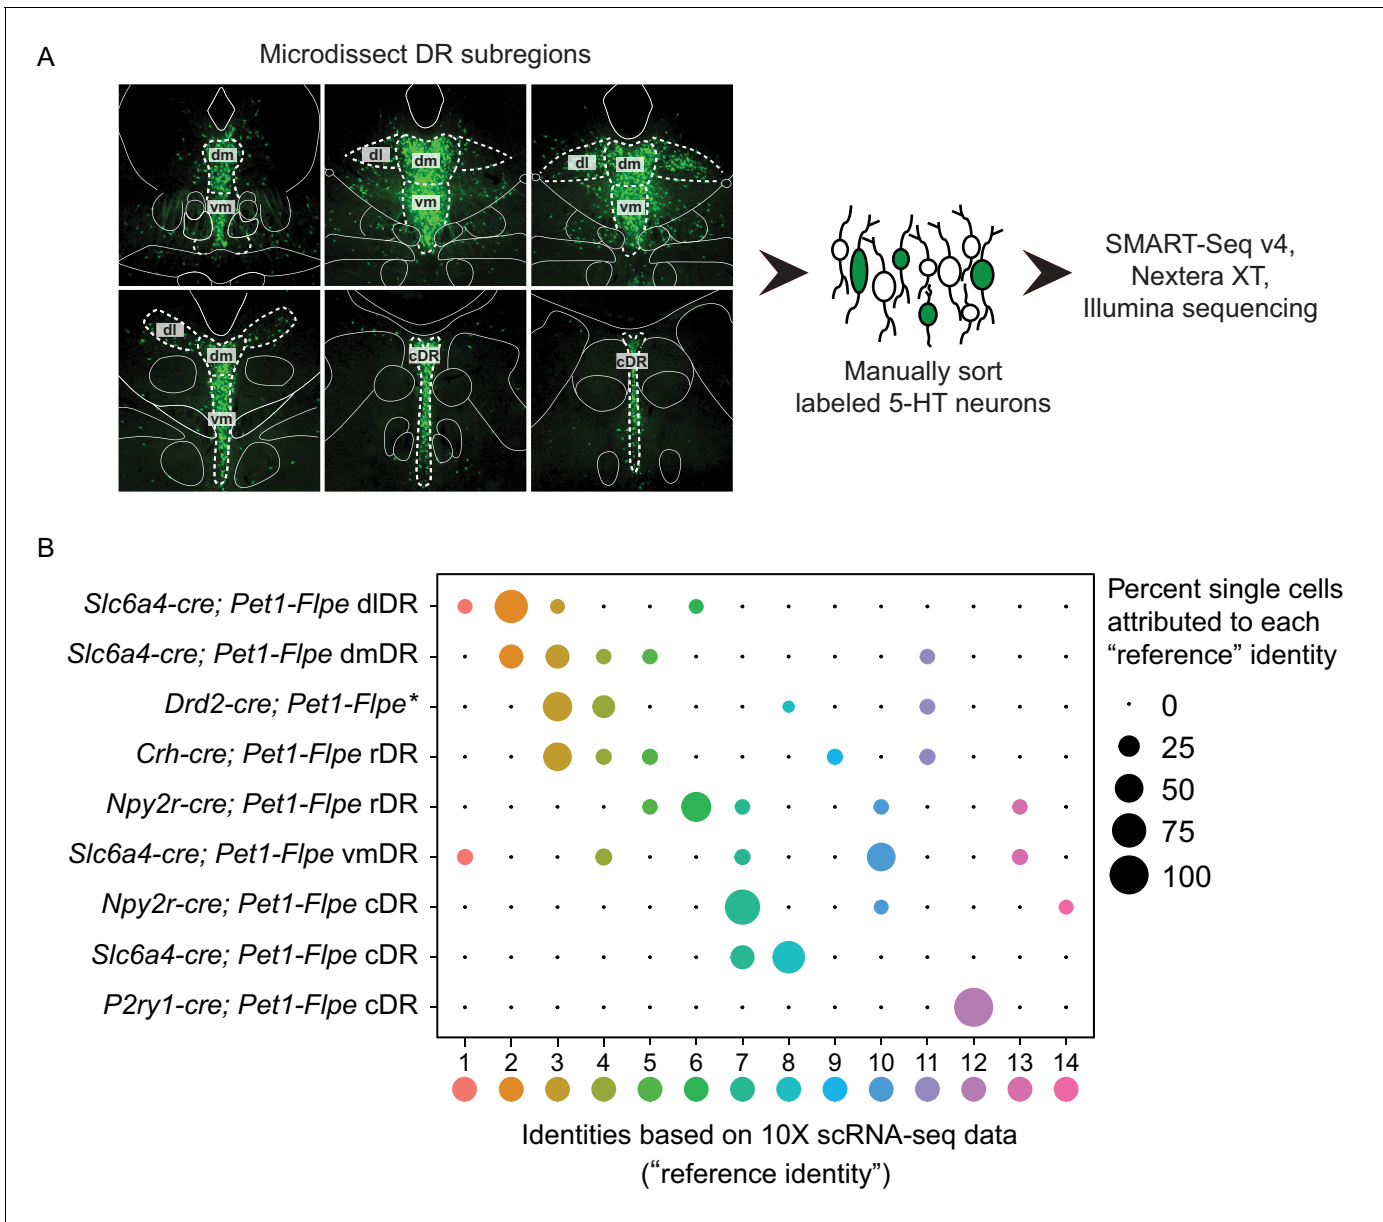 A
Microdissect DR subregions
dm
vm
dl
dm
vm
dl
dm
vm
dl
dm
vm
cDR
cDR
Manually sort
labeled 5-HT neurons
SMART-Seq v4,
Nextera XT,
Illumina sequencing
B
Slc6a4-cre; Pet1-Flpe dlDR
Slc6a4-cre; Pet1-Flpe dmDR
Drd2-cre; Pet1-Flpe*
Crh-cre; Pet1-Flpe rDR
Npy2r-cre; Pet1-Flpe rDR
Slc6a4-cre; Pet1-Flpe vmDR
Npy2r-cre; Pet1-Flpe cDR
Slc6a4-cre; Pet1-Flpe cDR
P2ry1-cre; Pet1-Flpe cDR
1 2 3 4 5 6 7 8 9 10 11 12 13 14
Identities based on 10X scRNA-seq data
(“reference identity”)
Percent single cells
attributed to each
“reference” identity
0
25
50
75
100